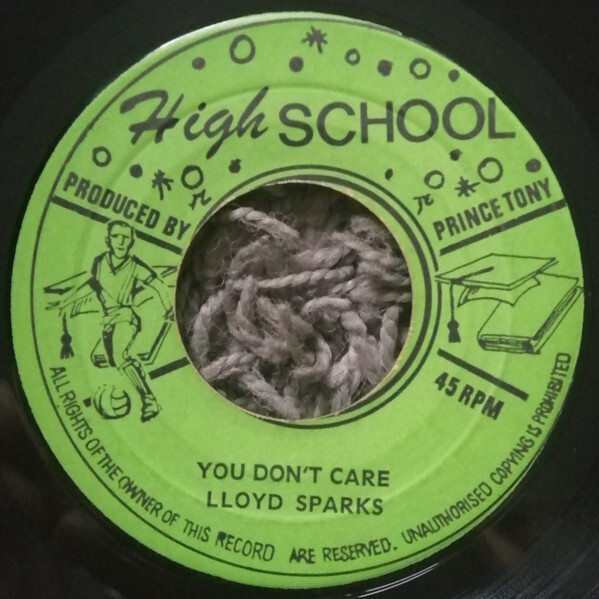 High SCHOOL
PRODUCED BY
PRINCE TONY
45 RPM
YOU DON'T CARE
LLOYD SPARKS
ALL RIGHTS OF THE OWNER OF THIS RECORD ARE RESERVED. UNAUTHORISED COPYING IS PROHIBITED